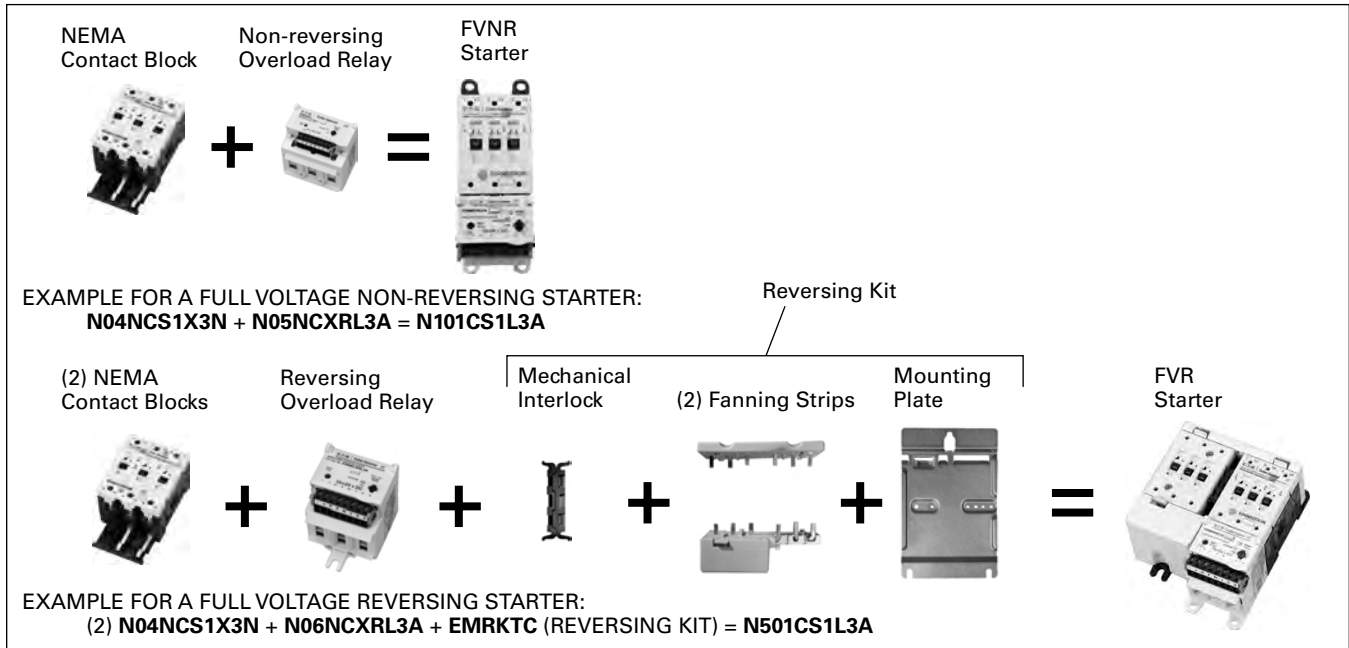 NEMA
Contact Block
Non-reversing
Overload Relay
FVNR
Starter
EXAMPLE FOR A FULL VOLTAGE NON-REVERSING STARTER:
N04NCS1X3N + N05NCXRL3A = N101CS1L3A
Reversing Kit
(2) NEMA
Contact Blocks
Reversing
Overload Relay
Mechanical
Interlock
(2) Fanning Strips
Mounting
Plate
FVR
Starter
EXAMPLE FOR A FULL VOLTAGE REVERSING STARTER:
(2) N04NCS1X3N + N06NCXRL3A + EMRKTC (REVERSING KIT) = N501CS1L3A